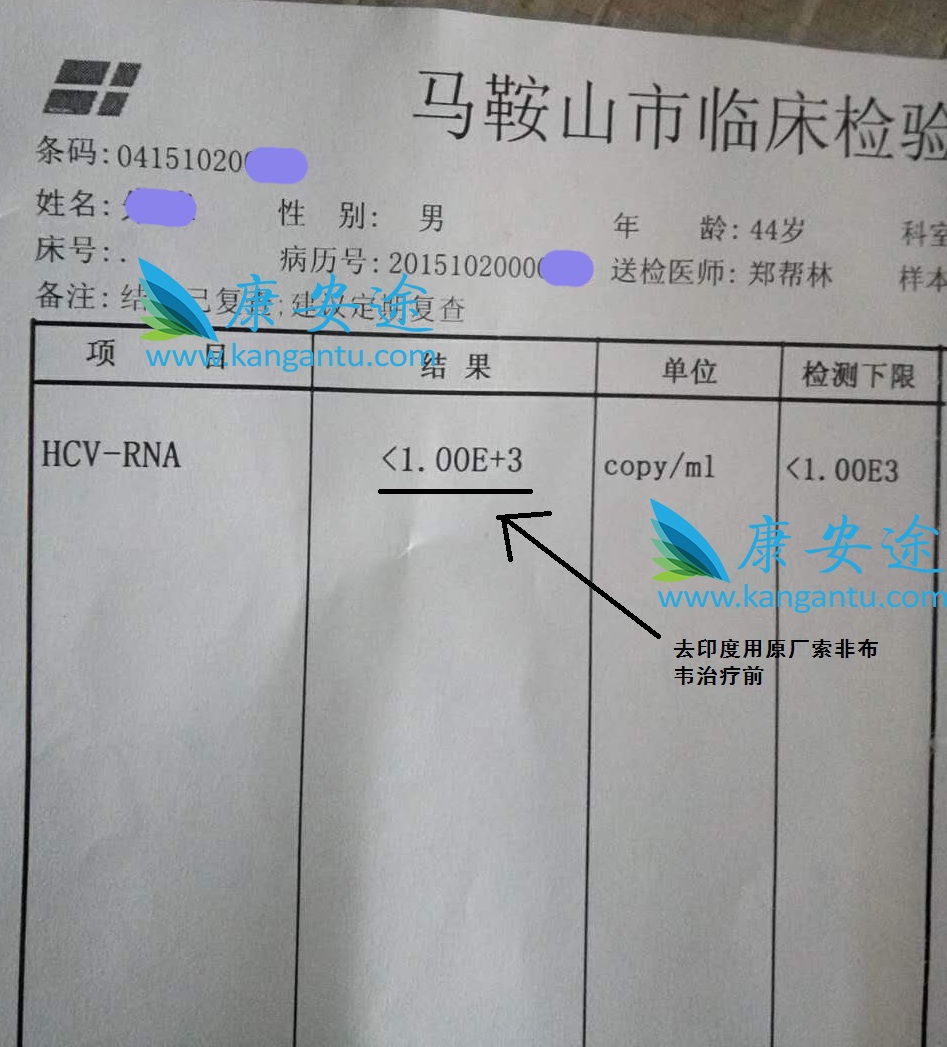 马鞍山市临床检验
条码:04151020
姓名: 性 别: 男 年 龄: 44岁 科室
床号:. 病历号:2015102000 送检医师: 郑帮林 样本
备注: 结 已复查;建议定期复查
康安途
www.kangantu.com
项 目 结 果 单位 检测下限
HCV-RNA <1.00E+3 copy/ml <1.00E3
康安途
www.kangantu.com
去印度用原厂索非布
韦治疗前